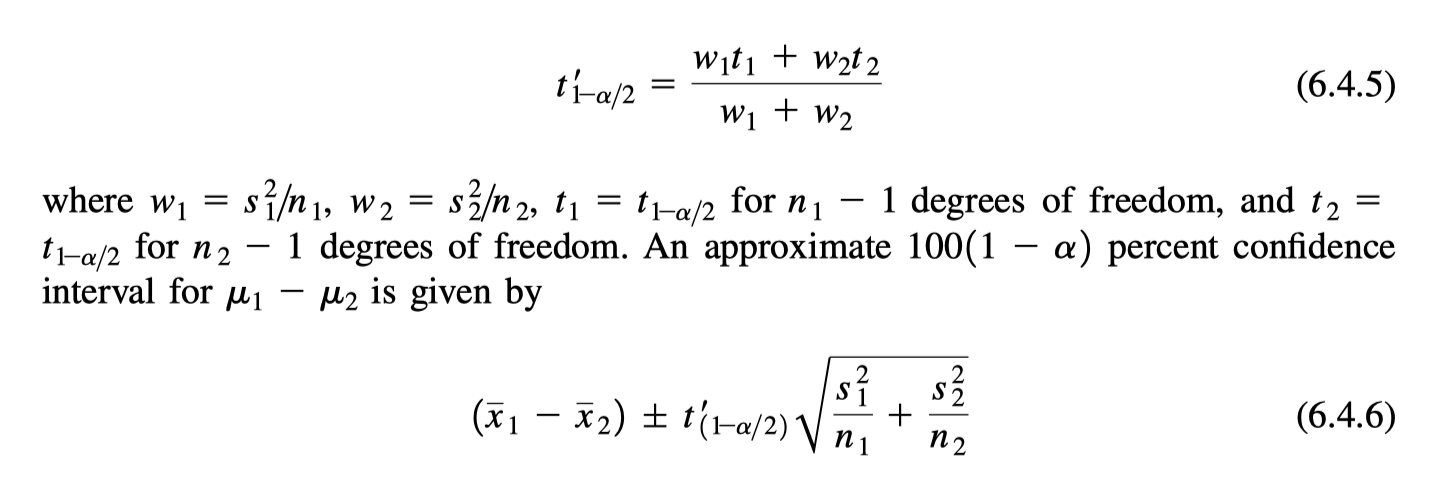 t′1–α/2 = (w1t1 + w2t2) / (w1 + w2) (6.4.5)
where w1 = s1²/n1, w2 = s2²/n2, t1 = t1–α/2 for n1 − 1 degrees of freedom, and t2 =
t1–α/2 for n2 − 1 degrees of freedom. An approximate 100(1 − α) percent confidence
interval for μ1 − μ2 is given by
(x̄1 − x̄2) ± t′(1–α/2) √(s1²/n1 + s2²/n2) (6.4.6)